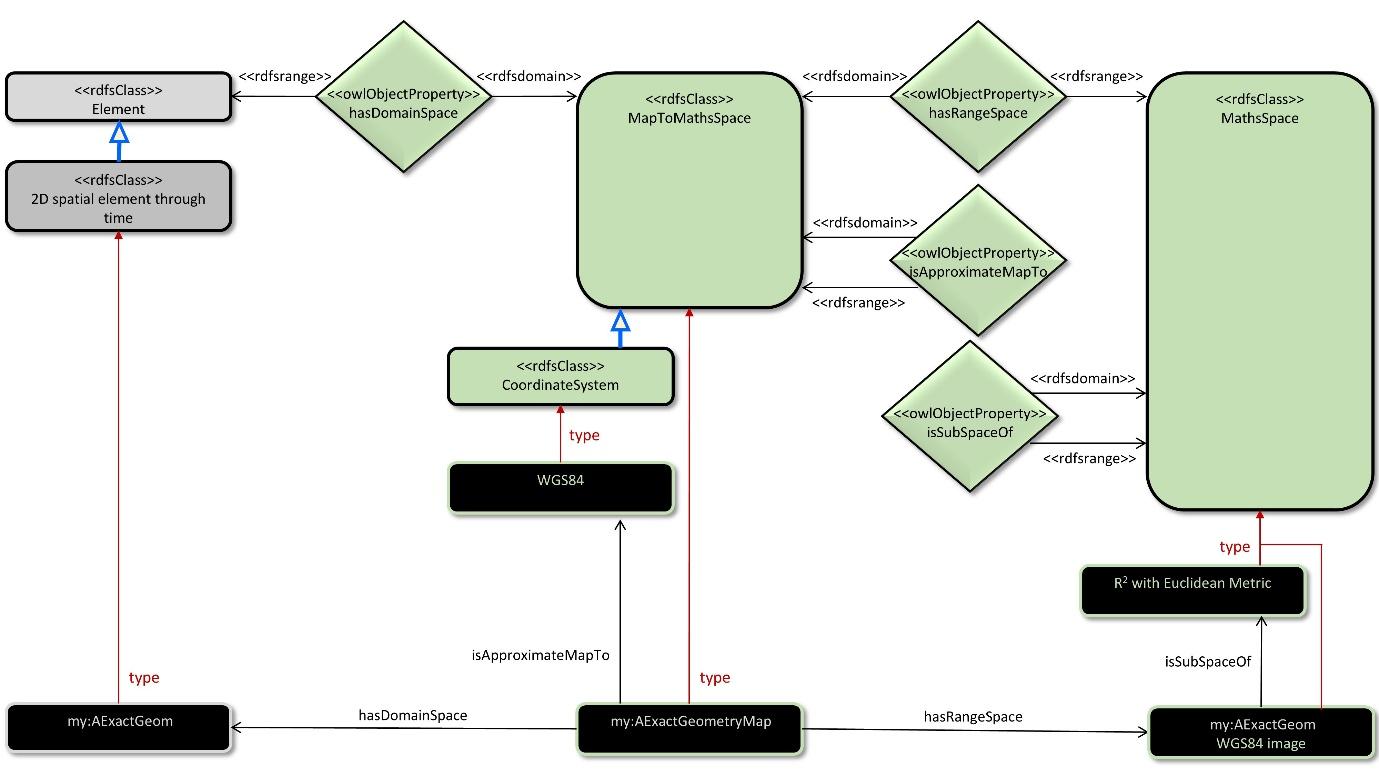 <<rdfsrange>>
<<rdfsdomain>>
<<rdfsdomain>>
<<rdfsrange>>
<<rdfsClass>>
Element
<<owlObjectProperty>>
hasDomainSpace
<<rdfsClass>>
MapToMathsSpace
<<owlObjectProperty>>
hasRangeSpace
<<rdfsClass>>
MathsSpace
<<rdfsClass>>
2D spatial element through
time
<<rdfsdomain>>
<<owlObjectProperty>>
isApproximateMapTo
<<rdfsrange>>
<<rdfsClass>>
CoordinateSystem
<<rdfsdomain>>
<<owlObjectProperty>>
isSubSpaceOf
<<rdfsrange>>
type
WGS84
type
R² with Euclidean Metric
isApproximateMapTo
isSubSpaceOf
type
type
my:AExactGeom
hasDomainSpace
my:AExactGeometryMap
hasRangeSpace
my:AExactGeom
WGS84 image